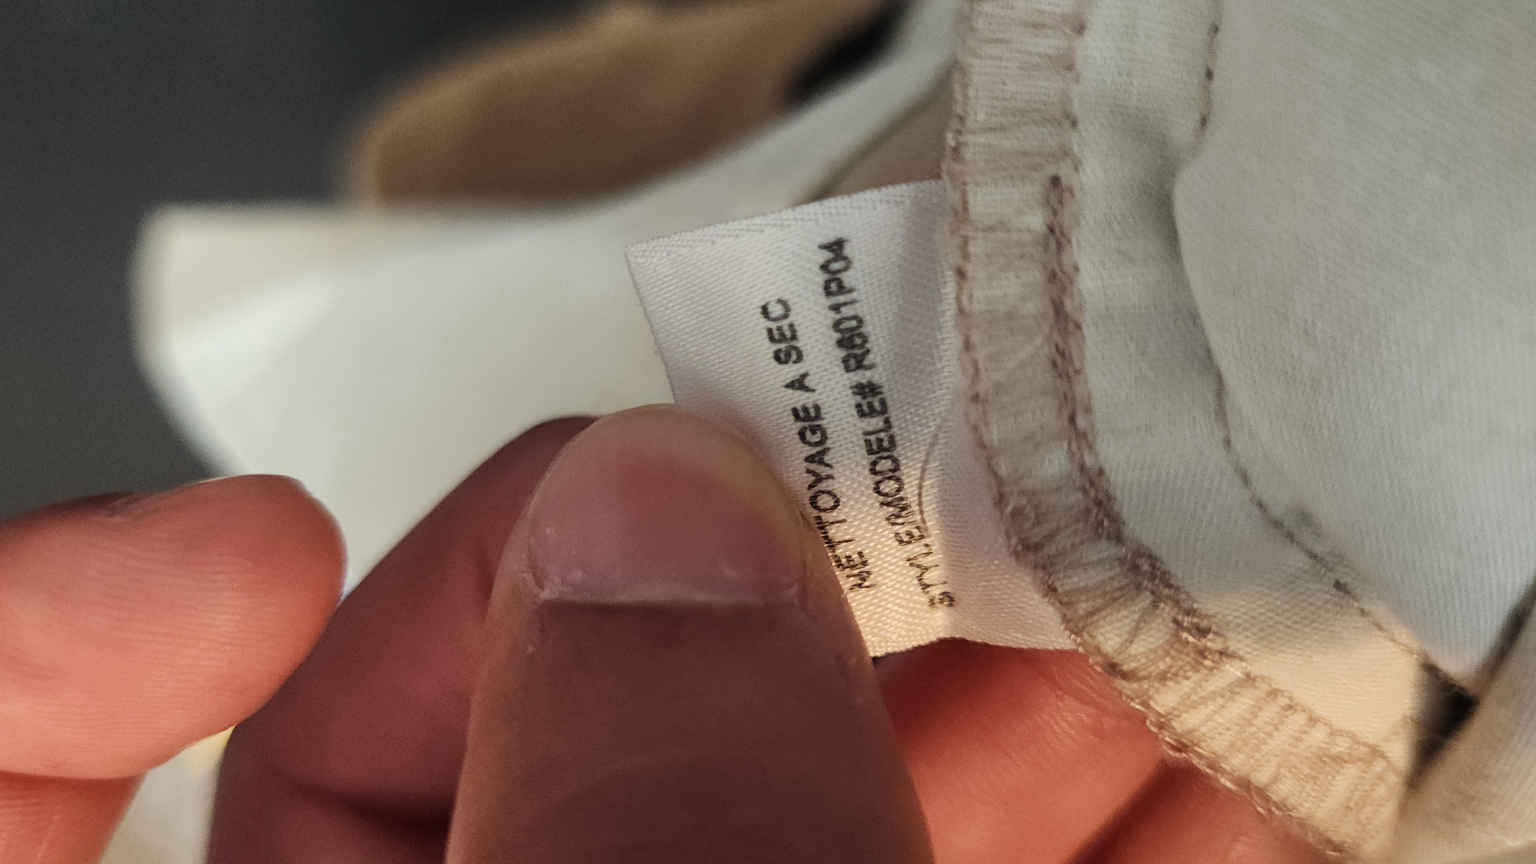 NETTOYAGE A SEC
STYLE/MODELE# R601P04